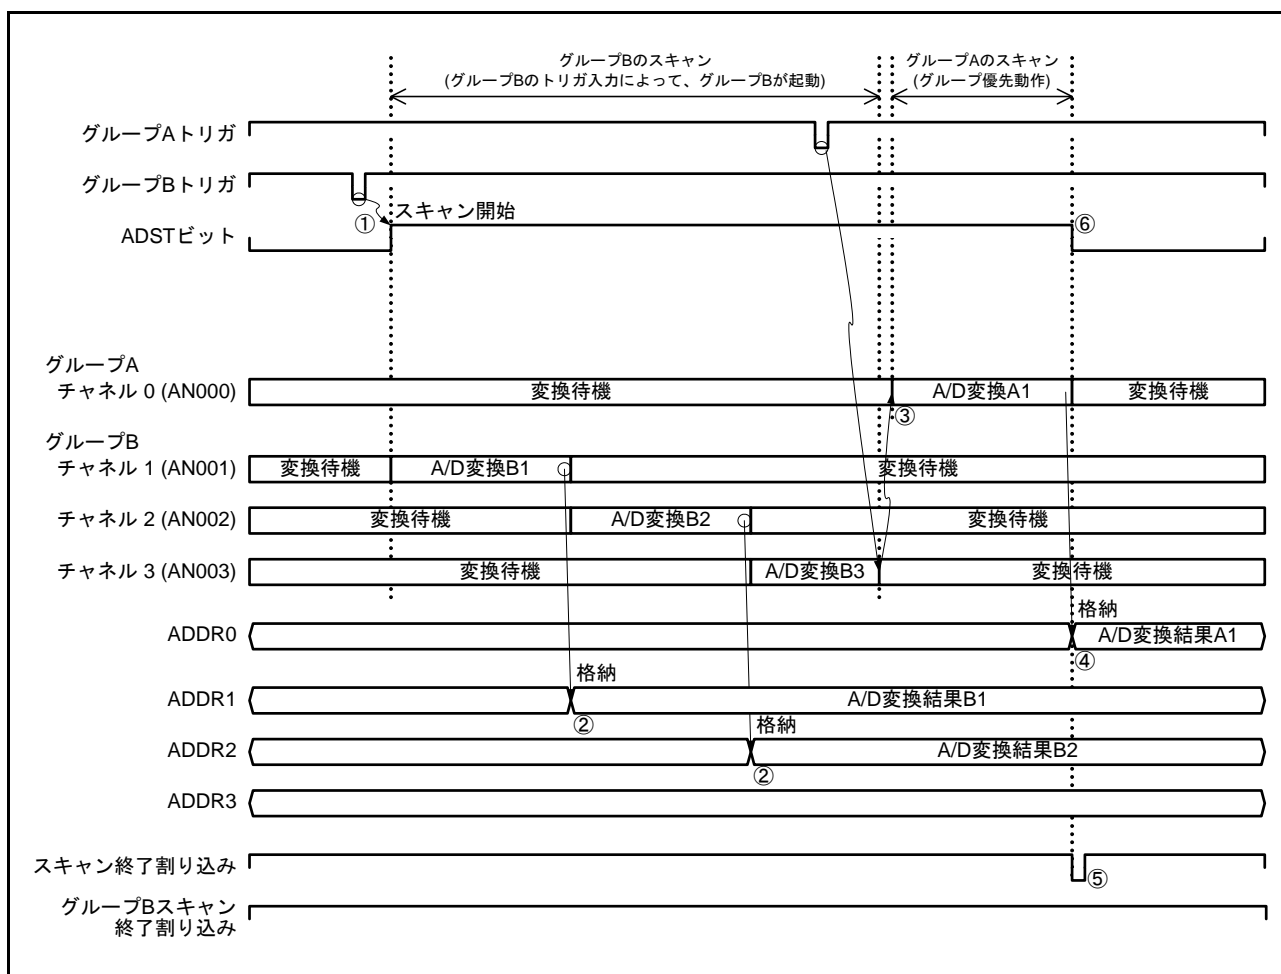 グループBのスキャン
(グループBのトリガ入力によって、グループBが起動)
グループAのスキャン
(グループ優先動作)
グループAトリガ
グループBトリガ
① スキャン開始
ADSTビット
⑥
グループA
チャネル 0 (AN000)
変換待機
A/D変換A1
変換待機
③
グループB
チャネル 1 (AN001)
変換待機
A/D変換B1
変換待機
チャネル 2 (AN002)
変換待機
A/D変換B2
変換待機
チャネル 3 (AN003)
変換待機
A/D変換B3
変換待機
格納
ADDR0
A/D変換結果A1
④
格納
ADDR1
A/D変換結果B1
②
格納
ADDR2
A/D変換結果B2
②
ADDR3
スキャン終了割り込み
⑤
グループBスキャン
終了割り込み